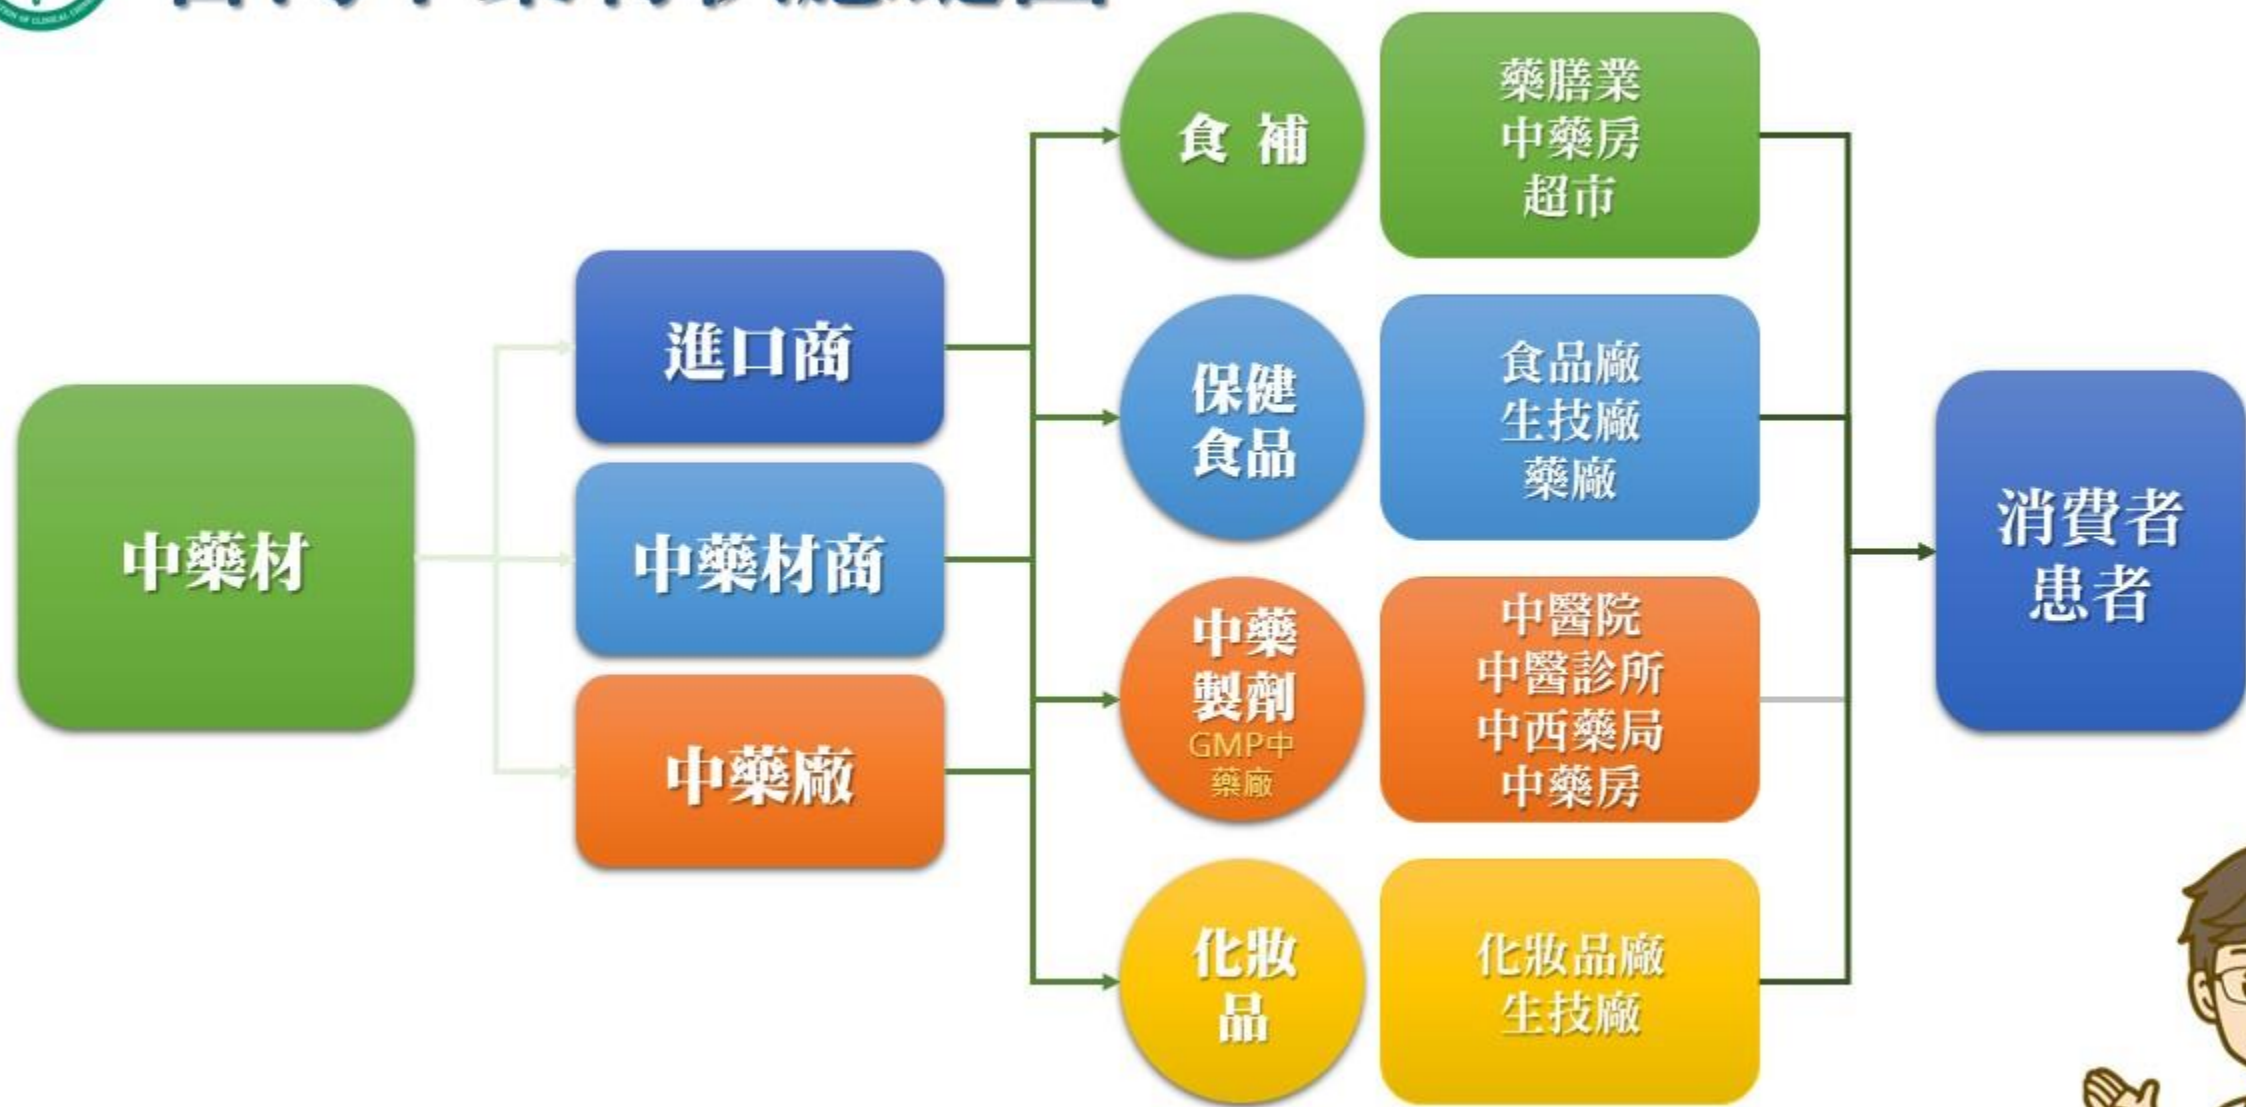 中藥材
進口商
中藥材商
中藥廠
食 補
藥膳業
中藥房
超市
保健
食品
食品廠
生技廠
藥廠
中藥
製劑
GMP中
藥廠
中醫院
中醫診所
中西藥局
中藥房
化妝
品
化妝品廠
生技廠
消費者
患者